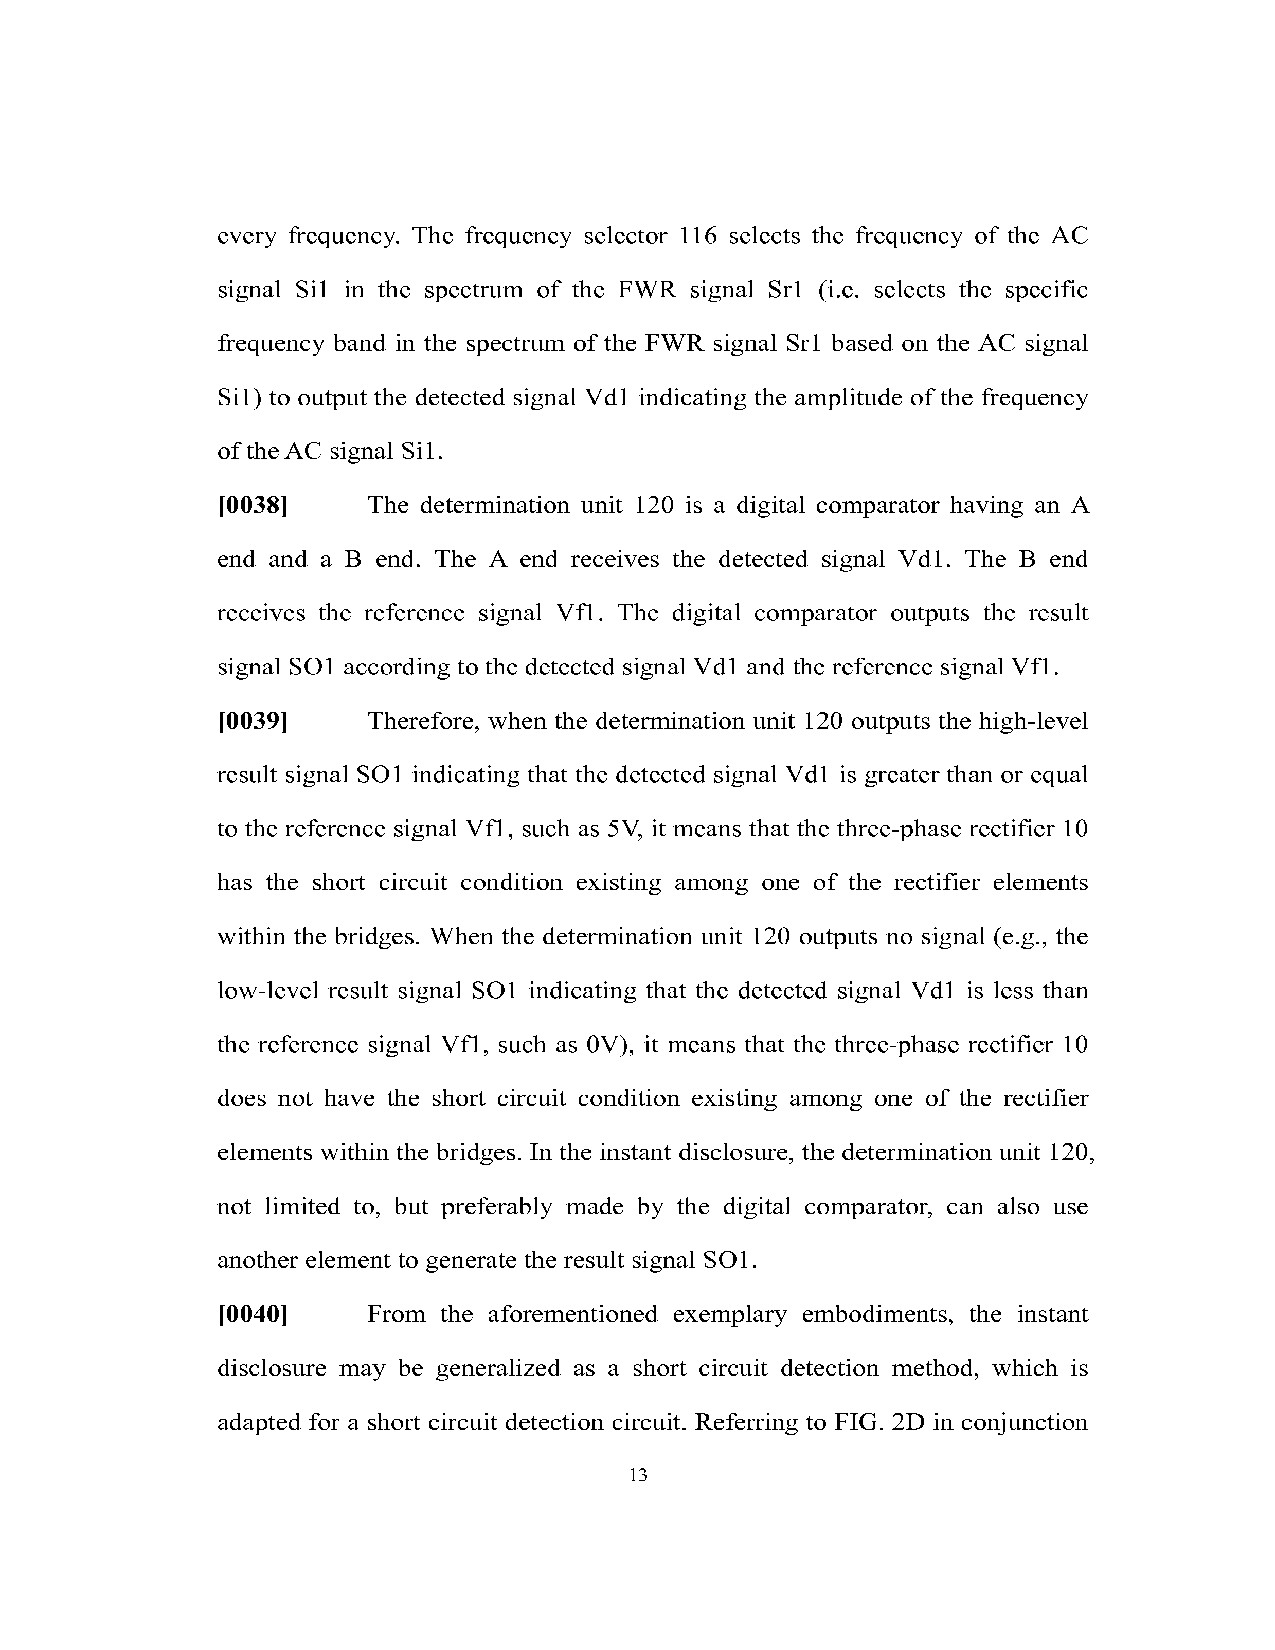 every frequency. The frequency selector 116 selects the frequency of the AC
signal Si1 in the spectrum of the FWR signal Sr1 (i.e. selects the specific
frequency band in the spectrum of the FWR signal Sr1 based on the AC signal
Si1) to output the detected signal Vd1 indicating the amplitude of the frequency
of the AC signal Si1.
[0038] The determination unit 120 is a digital comparator having an A
end and a B end. The A end receives the detected signal Vd1. The B end
receives the reference signal Vf1. The digital comparator outputs the result
signal SO1 according to the detected signal Vd1 and the reference signal Vf1.
[0039] Therefore, when the determination unit 120 outputs the high-level
result signal SO1 indicating that the detected signal Vd1 is greater than or equal
to the reference signal Vf1, such as 5V, it means that the three-phase rectifier 10
has the short circuit condition existing among one of the rectifier elements
within the bridges. When the determination unit 120 outputs no signal (e.g., the
low-level result signal SO1 indicating that the detected signal Vd1 is less than
the reference signal Vf1, such as 0V), it means that the three-phase rectifier 10
does not have the short circuit condition existing among one of the rectifier
elements within the bridges. In the instant disclosure, the determination unit 120,
not limited to, but preferably made by the digital comparator, can also use
another element to generate the result signal SO1.
[0040] From the aforementioned exemplary embodiments, the instant
disclosure may be generalized as a short circuit detection method, which is
adapted for a short circuit detection circuit. Referring to FIG. 2D in conjunction
13